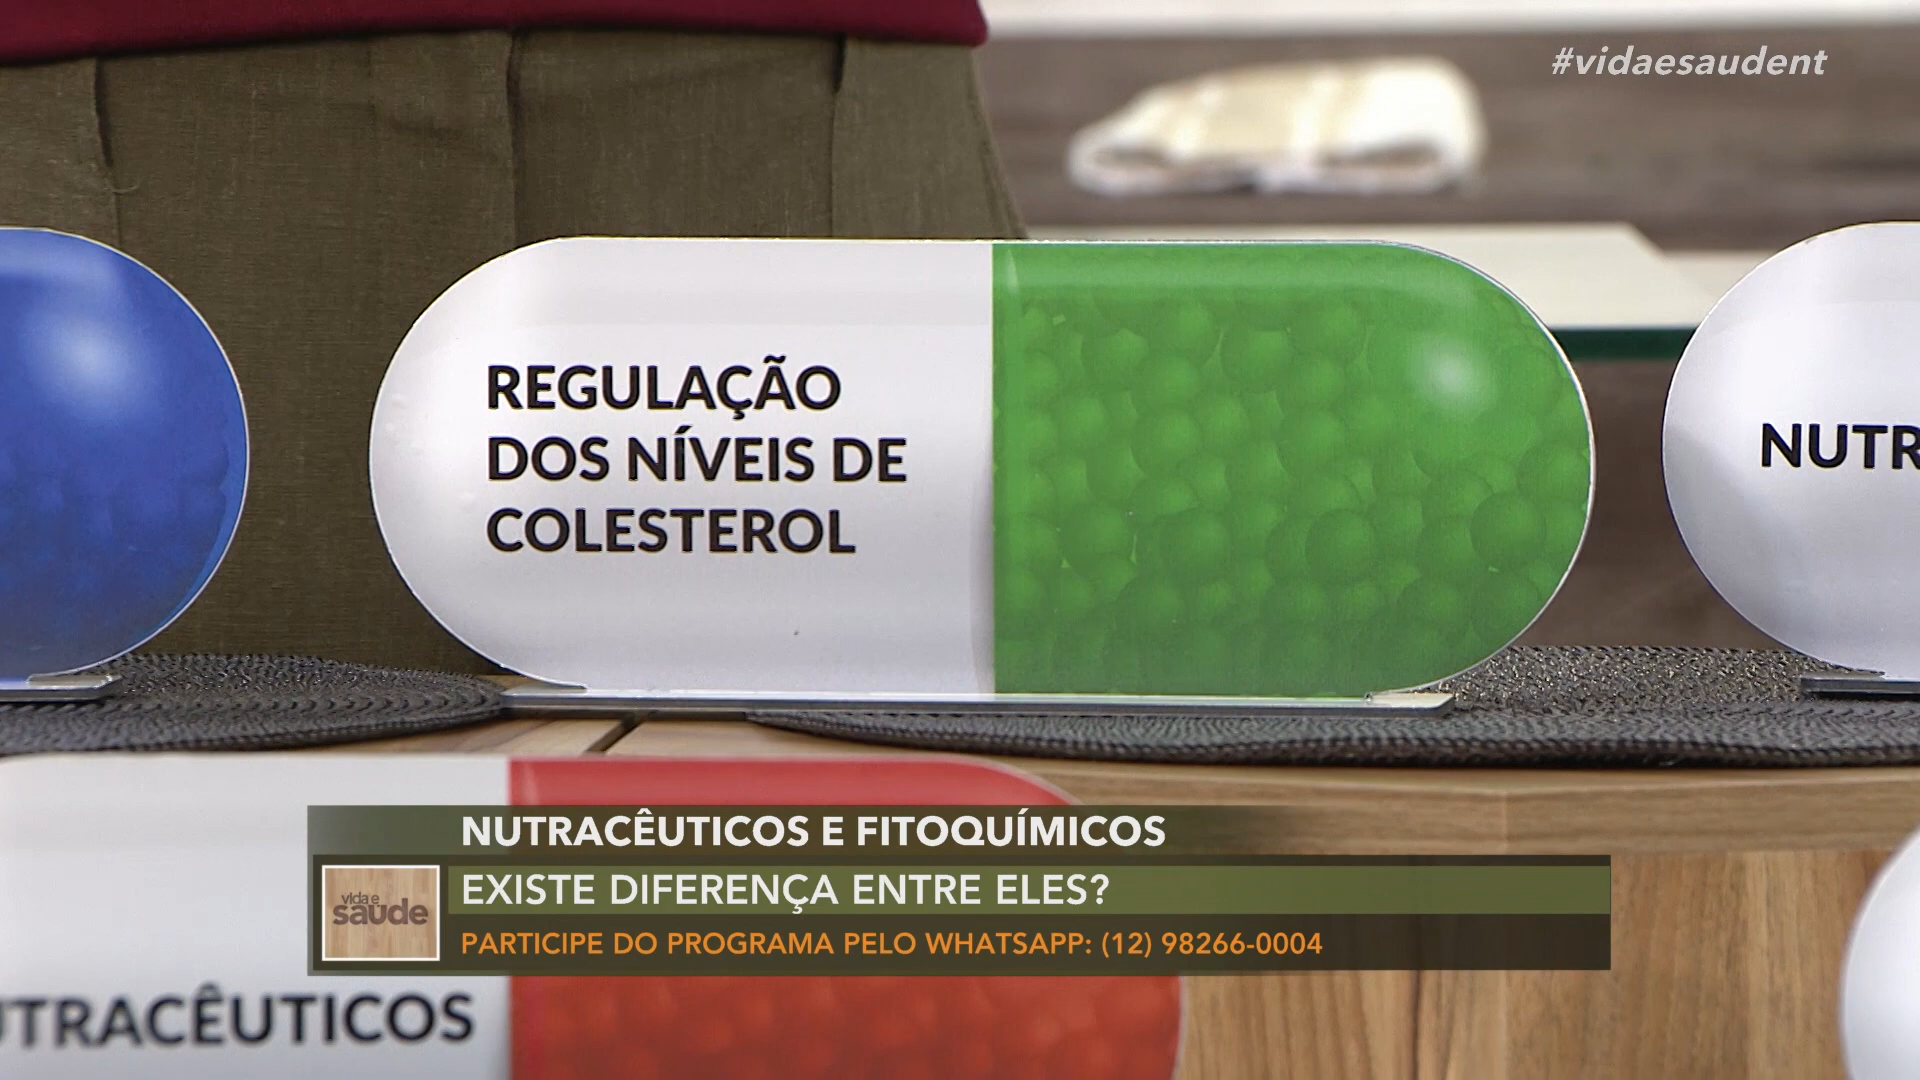 #vidaesaudent
REGULAÇÃO
DOS NÍVEIS DE
COLESTEROL
NUTR
NUTRACÊUTICOS E FITOQUÍMICOS
EXISTE DIFERENÇA ENTRE ELES?
vida e
saúde
PARTICIPE DO PROGRAMA PELO WHATSAPP: (12) 98266-0004
UTRACÊUTICOS